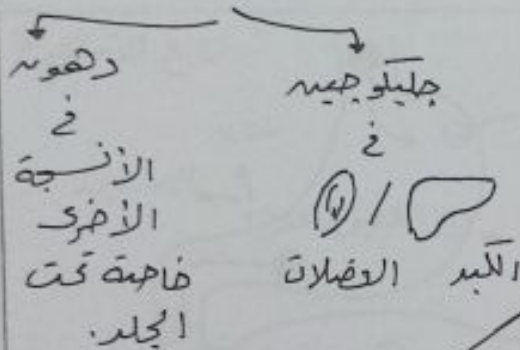 جليكوجين
في
الكبد / العضلات
دهون
في
الأنسجة
الأخرى
خاصة تحت
الجلد.